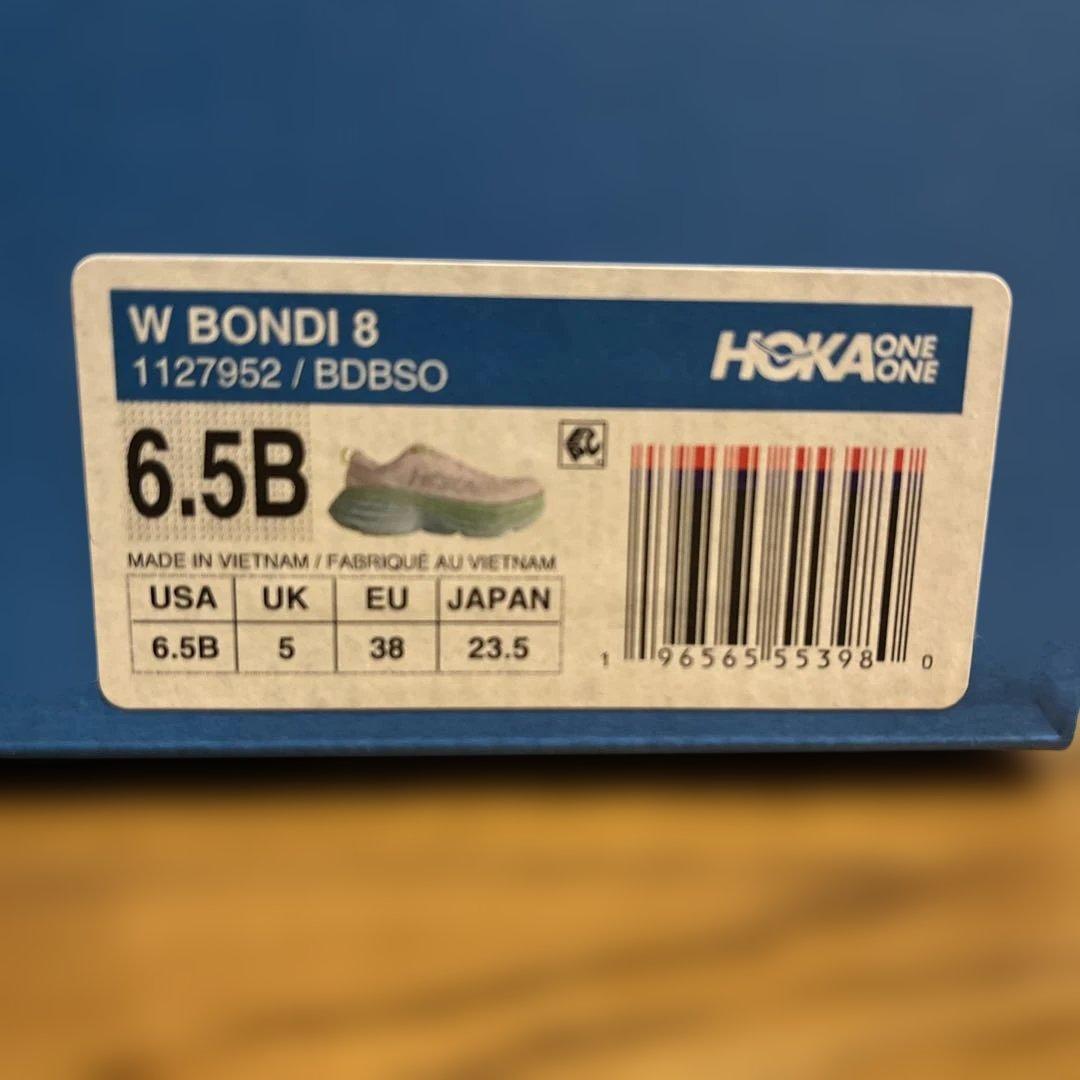 W BONDI 8
1127952 / BDBSO
HOKA ONE ONE
6.5B
MADE IN VIETNAM / FABRIQUÉ AU VIETNAM
USA UK EU JAPAN
6.5B 5 38 23.5
1 96565 55398 0